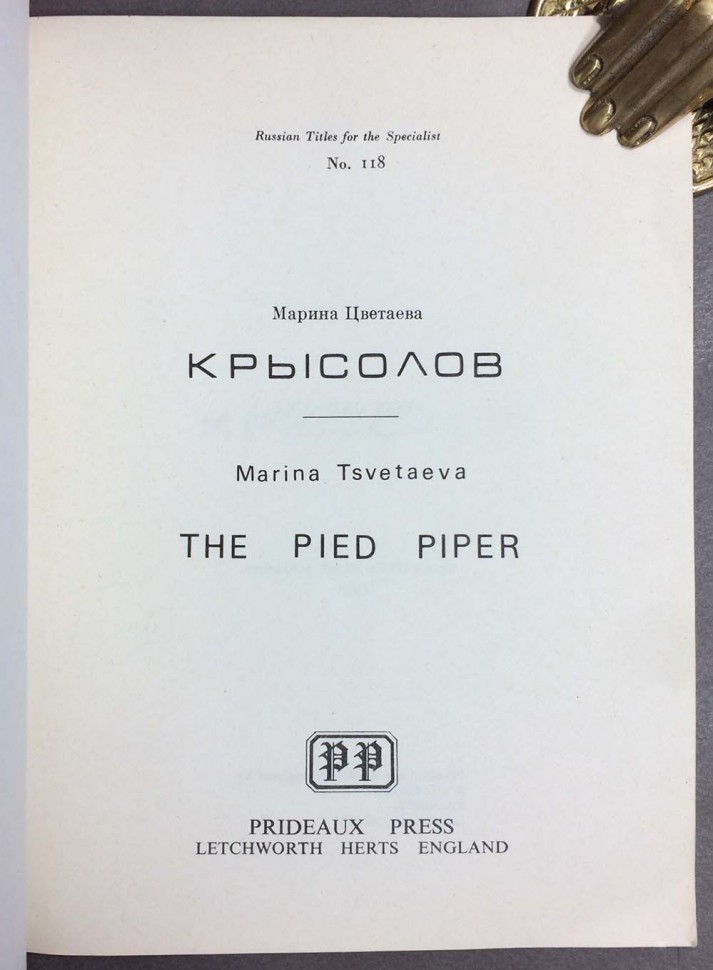 Russian Titles for the Specialist
No. 118
Марина Цветаева
КРЫСОЛОВ
Marina Tsvetaeva
THE PIED PIPER
PP
PRIDEAUX PRESS
LETCHWORTH HERTS ENGLAND